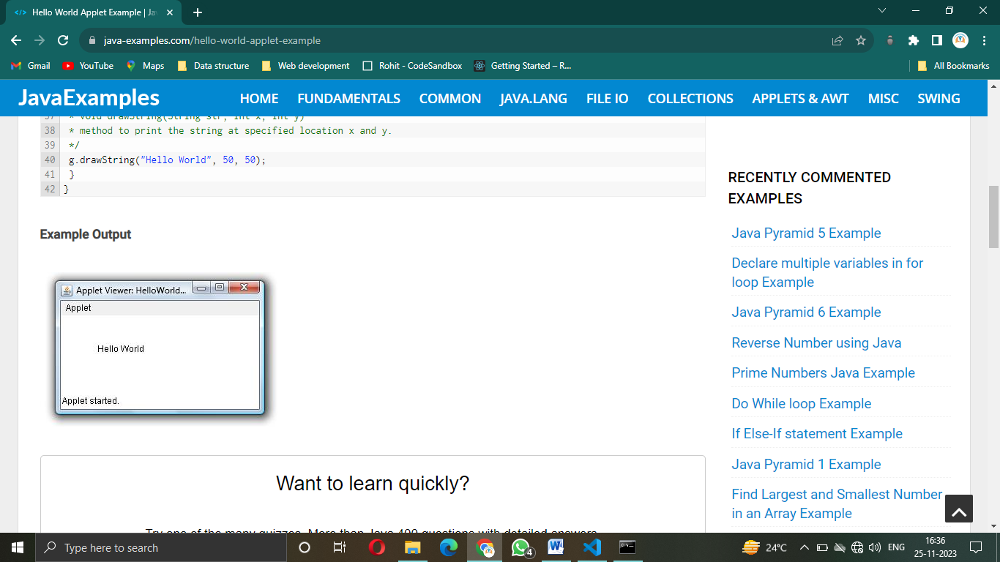 Hello World Applet Example | Ja
java-examples.com/hello-world-applet-example
Gmail YouTube Maps Data structure Web development Rohit - CodeSandbox Getting Started – R... All Bookmarks
JavaExamples HOME FUNDAMENTALS COMMON JAVA.LANG FILE IO COLLECTIONS APPLETS & AWT MISC SWING
37 * void drawString(String str, int x, int y)
38 * method to print the string at specified location x and y.
39 */
40 g.drawString("Hello World", 50, 50);
41 }
42 }
Example Output
Applet Viewer: HelloWorld...
Applet
Hello World
Applet started.
Want to learn quickly?
Try one of the many quizzes. More than Java 400 questions with detailed answers
RECENTLY COMMENTED
EXAMPLES
Java Pyramid 5 Example
Declare multiple variables in for
loop Example
Java Pyramid 6 Example
Reverse Number using Java
Prime Numbers Java Example
Do While loop Example
If Else-If statement Example
Java Pyramid 1 Example
Find Largest and Smallest Number
in an Array Example
Type here to search
4
24°C
ENG
16:36
25-11-2023